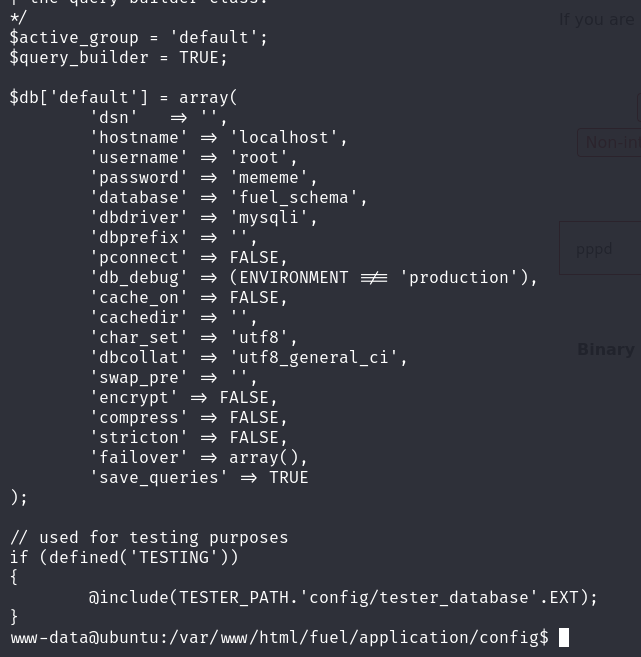 | the query builder class.
*/
$active_group = 'default';
$query_builder = TRUE;
$db['default'] = array(
'dsn' => '',
'hostname' => 'localhost',
'username' => 'root',
'password' => 'mememe',
'database' => 'fuel_schema',
'dbdriver' => 'mysqli',
'dbprefix' => '',
'pconnect' => FALSE,
'db_debug' => (ENVIRONMENT !== 'production'),
'cache_on' => FALSE,
'cachedir' => '',
'char_set' => 'utf8',
'dbcollat' => 'utf8_general_ci',
'swap_pre' => '',
'encrypt' => FALSE,
'compress' => FALSE,
'stricton' => FALSE,
'failover' => array(),
'save_queries' => TRUE
);
// used for testing purposes
if (defined('TESTING'))
{
@include(TESTER_PATH.'config/tester_database'.EXT);
}
www-data@ubuntu:/var/www/html/fuel/application/config$
If you are
Non-in
pppd
Binary